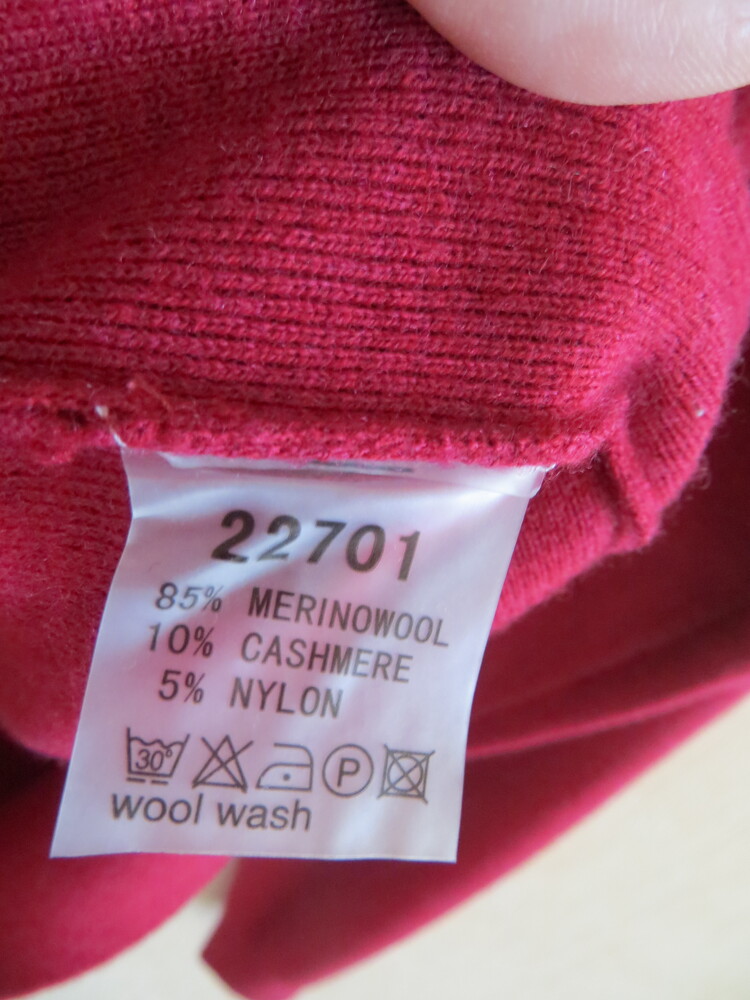 22701
85% MERINOWOOL
10% CASHMERE
5% NYLON
30° P
wool wash